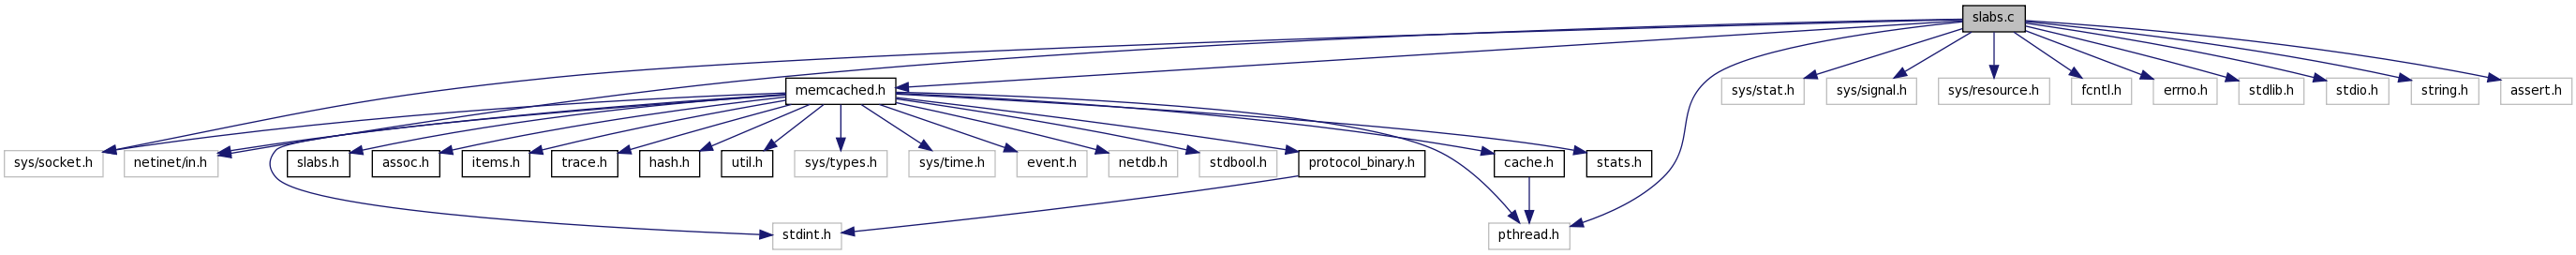 slabs.c
memcached.h
sys/stat.h
sys/signal.h
sys/resource.h
fcntl.h
errno.h
stdlib.h
stdio.h
string.h
assert.h
sys/socket.h
netinet/in.h
slabs.h
assoc.h
items.h
trace.h
hash.h
util.h
sys/types.h
sys/time.h
event.h
netdb.h
stdbool.h
protocol_binary.h
cache.h
stats.h
stdint.h
pthread.h